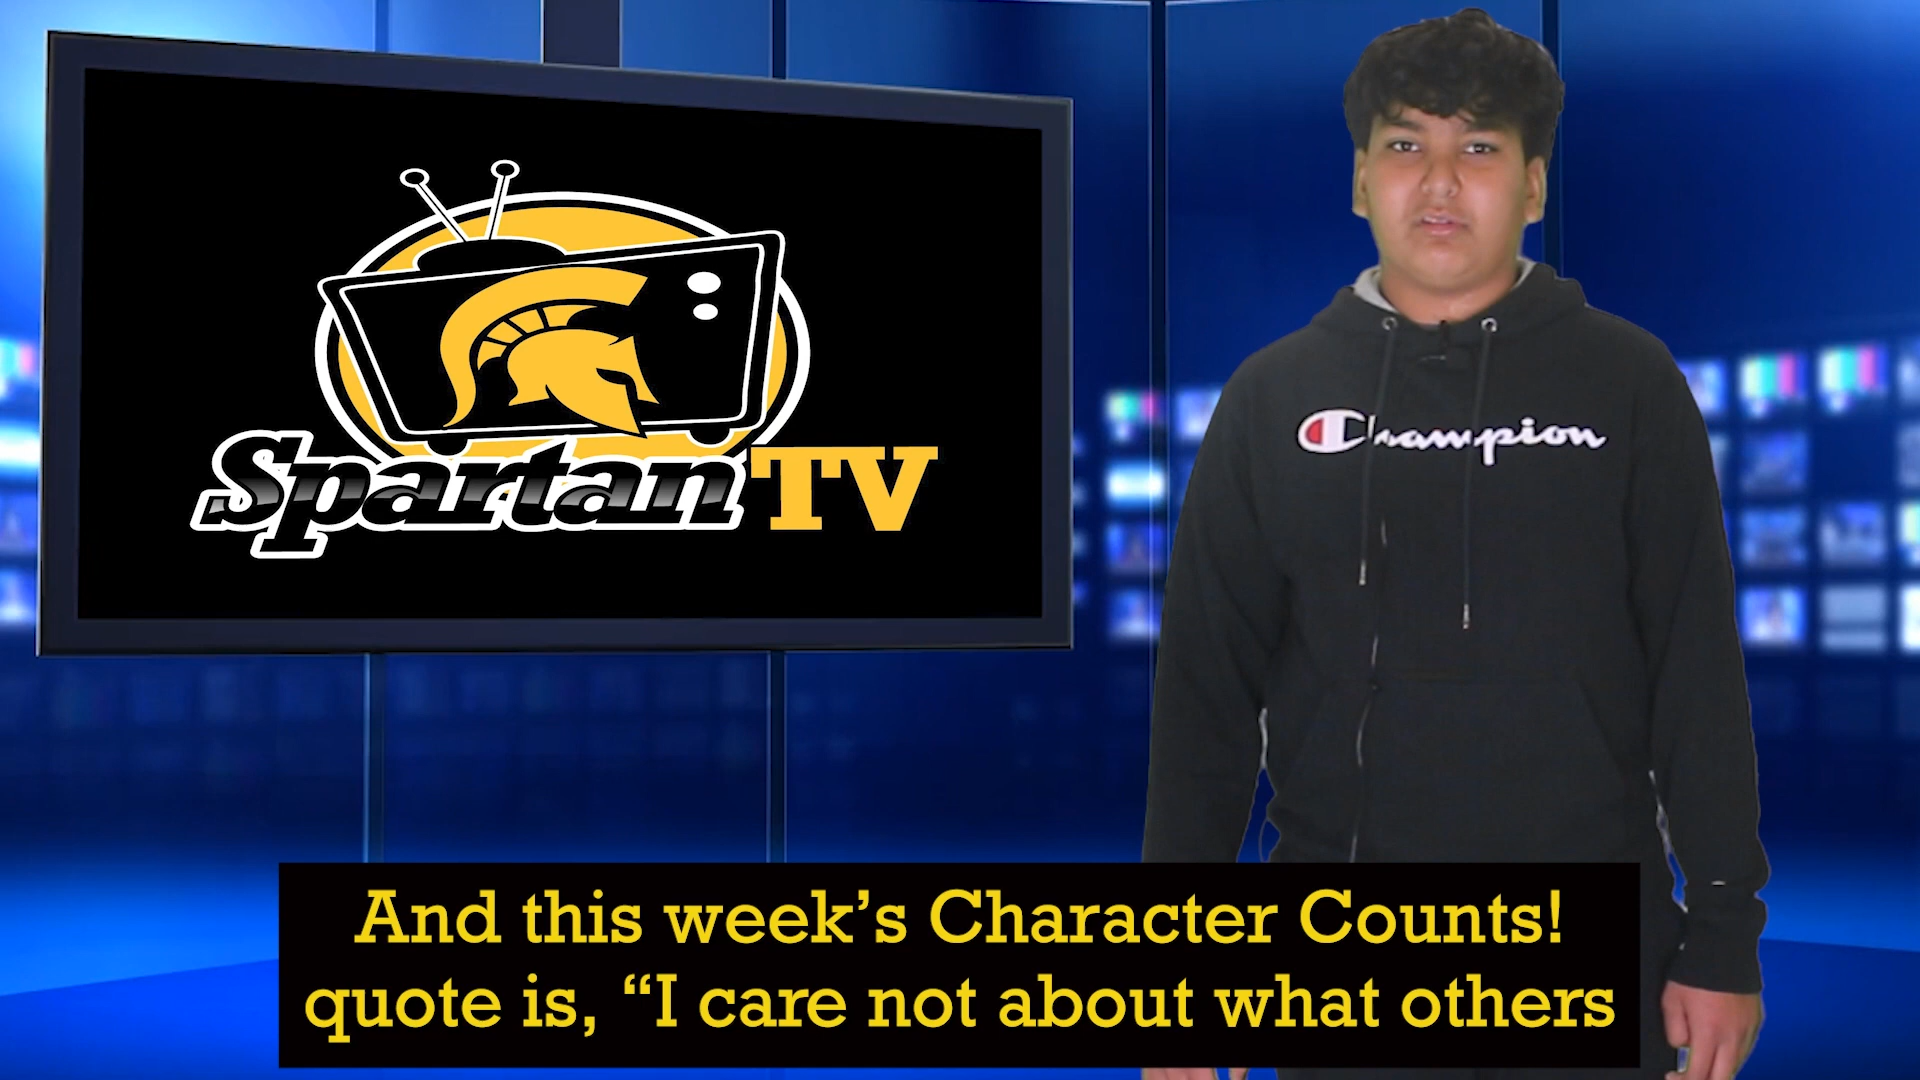 Spartan TV
Champion
And this week's Character Counts!
quote is, “I care not about what others